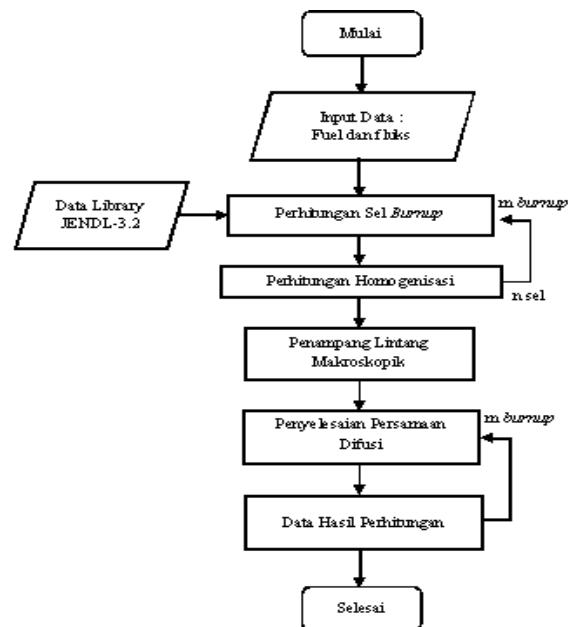 Mulai
Input Data :
Fuel dan fluks
Data Library
JENDL-3.2
Perhitungan Sel Burnup
m burnup
Perhitungan Homogenisasi
n sel
Penampang Lintang
Makroskopik
Penyelesaian Persamaan
Difusi
m burnup
Data Hasil Perhitungan
Selesai